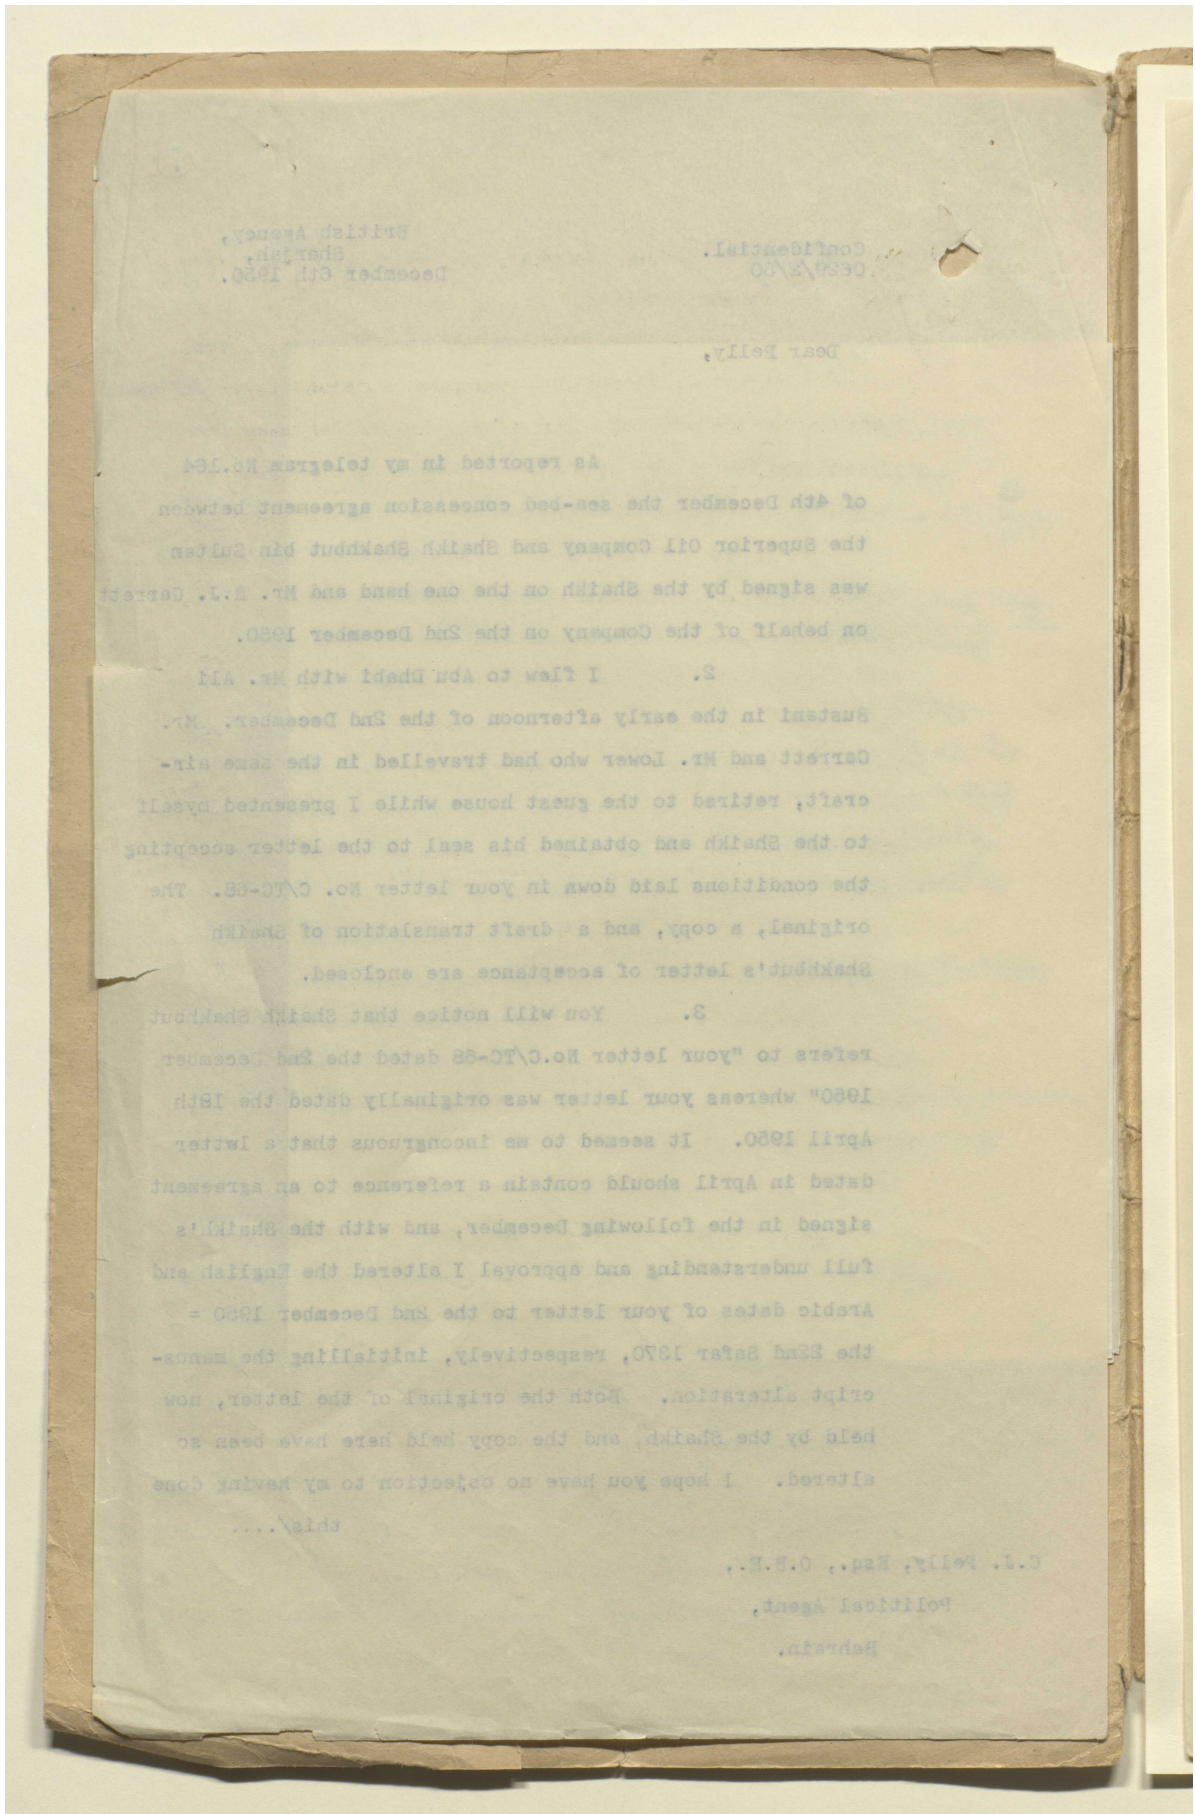 Confidential.
0629/2/50
British Agency,
Sharjah,
December 6th 1950.
Dear Pelly,
As reported in my telegram No.164
of 4th December the sea-bed concession agreement between
the Superior Oil Company and Shaikh Shakhbut bin Sultan
was signed by the Shaikh on the one hand and Mr. E.J. Garrett
on behalf of the Company on the 2nd December 1950.
2. I flew to Abu Dhabi with Mr. Ali
Bustani in the early afternoon of the 2nd December. Mr.
Garrett and Mr. Lower who had travelled in the same air-
craft, retired to the guest house while I presented myself
to the Shaikh and obtained his seal to the letter accepting
the conditions laid down in your letter No. C/TC-68. The
original, a copy, and a draft translation of Shaikh
Shakhbut's letter of acceptance are enclosed.
3. You will notice that Shaikh Shakhbut
refers to "your letter No.C/TC-68 dated the 2nd December
1950" whereas your letter was originally dated the 18th
April 1950. It seemed to me incongruous that a letter
dated in April should contain a reference to an agreement
signed in the following December, and with the Shaikh's
full understanding and approval I altered the English and
Arabic dates of your letter to the 2nd December 1950 =
the 22nd Safar 1370, respectively, initialling the manus-
cript alteration. Both the original of the letter, now
held by the Shaikh, and the copy held here have been so
altered. I hope you have no objection to my having done
this/....
C.J. Pelly, Esq., O.B.E.,
Political Agent,
Bahrain.